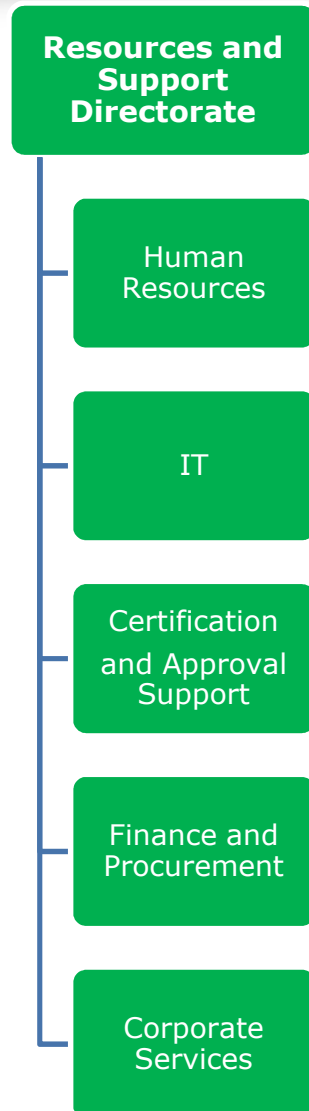 Resources and
Support
Directorate
Human
Resources
IT
Certification
and Approval
Support
Finance and
Procurement
Corporate
Services